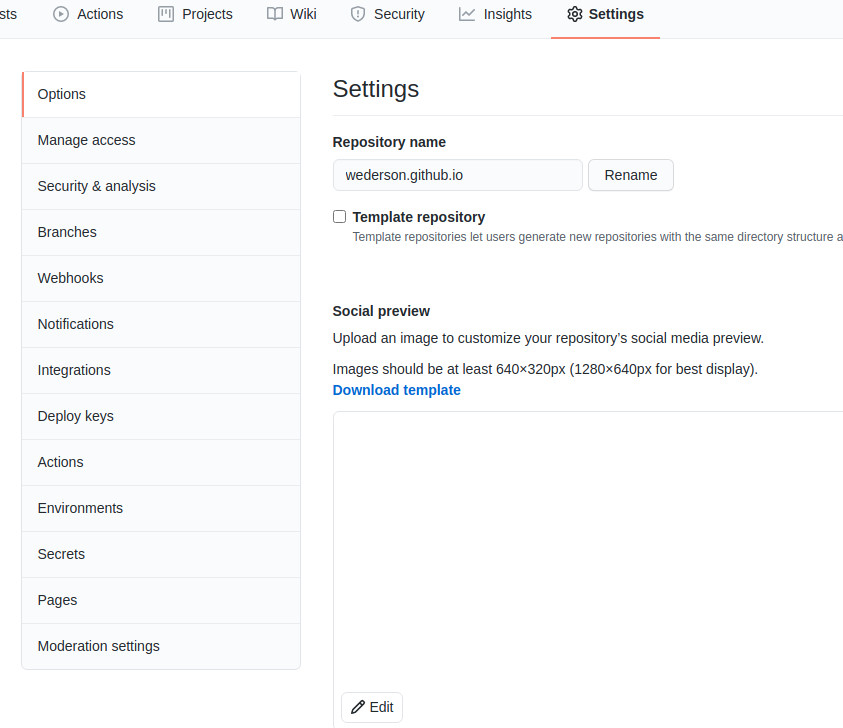 sts Actions Projects Wiki Security Insights Settings
Options
Manage access
Security & analysis
Branches
Webhooks
Notifications
Integrations
Deploy keys
Actions
Environments
Secrets
Pages
Moderation settings
Settings
Repository name
wederson.github.io Rename
Template repository
Template repositories let users generate new repositories with the same directory structure a
Social preview
Upload an image to customize your repository’s social media preview.
Images should be at least 640×320px (1280×640px for best display).
Download template
Edit